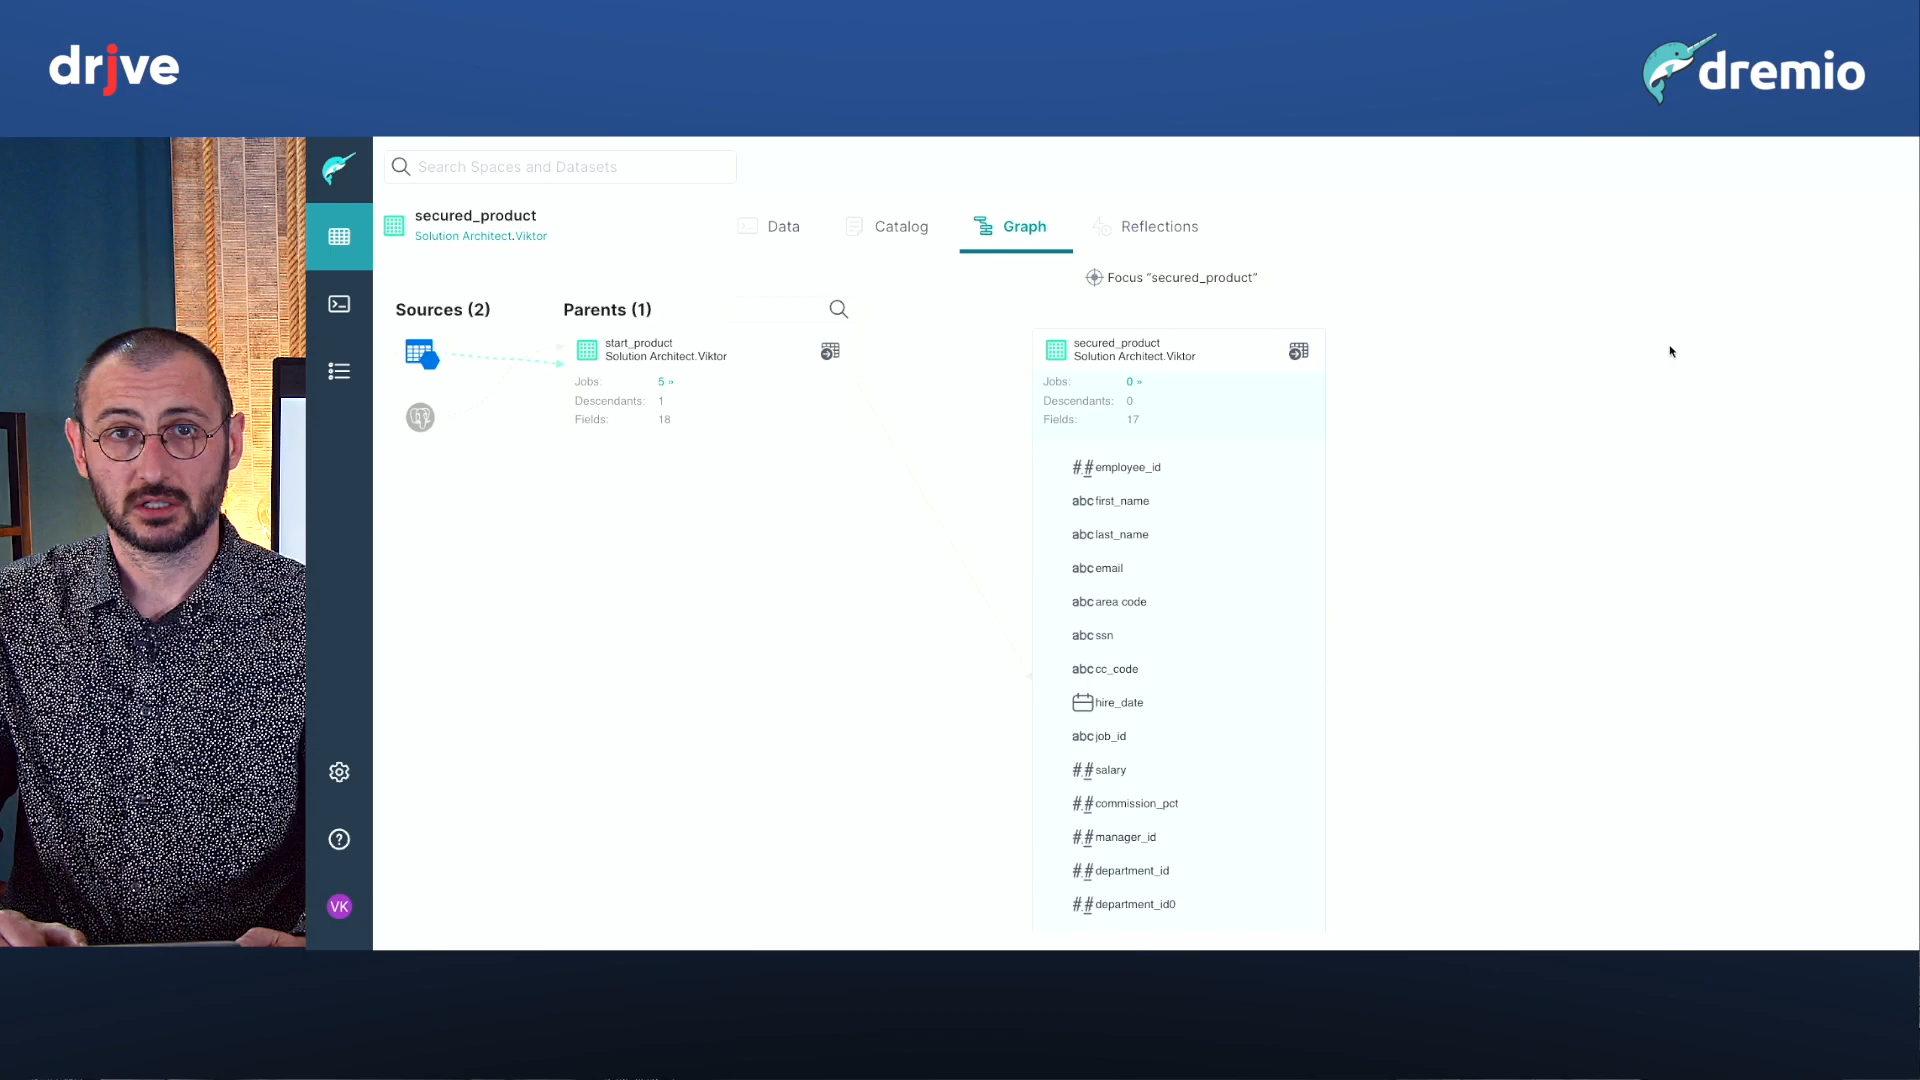 drjve
dremio
Search Spaces and Datasets
secured_product
Solution Architect.Viktor
Data
Catalog
Graph
Reflections
Focus "secured_product"
Sources (2)
Parents (1)
start_product
Solution Architect.Viktor
Jobs: 5 »
Descendants: 1
Fields: 18
secured_product
Solution Architect.Viktor
Jobs: 0 »
Descendants: 0
Fields: 17
#.# employee_id
abc first_name
abc last_name
abc email
abc area code
abc ssn
abc cc_code
hire_date
abc job_id
#.# salary
#.# commission_pct
#.# manager_id
#.# department_id
#.# department_id0
VK